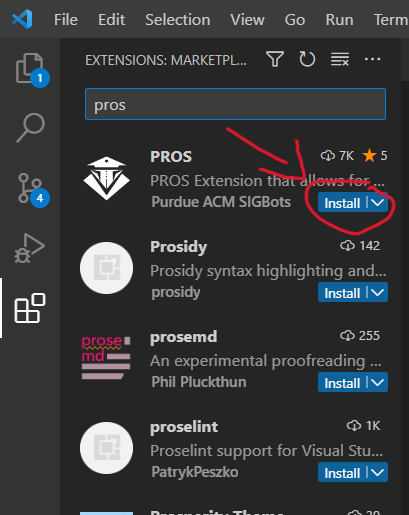 File Edit Selection View Go Run Term
EXTENSIONS: MARKETPL...
1
pros
4
PROS 7K 5
PROS Extension that allows for ...
Purdue ACM SIGBots Install
Prosidy 142
Prosidy syntax highlighting and...
prosidy Install
prose
md
prosemd 255
An experimental proofreading ...
Phil Pluckthun Install
proselint 1K
Proselint support for Visual Stu...
PatrykPeszko Install
Prosperity Theme